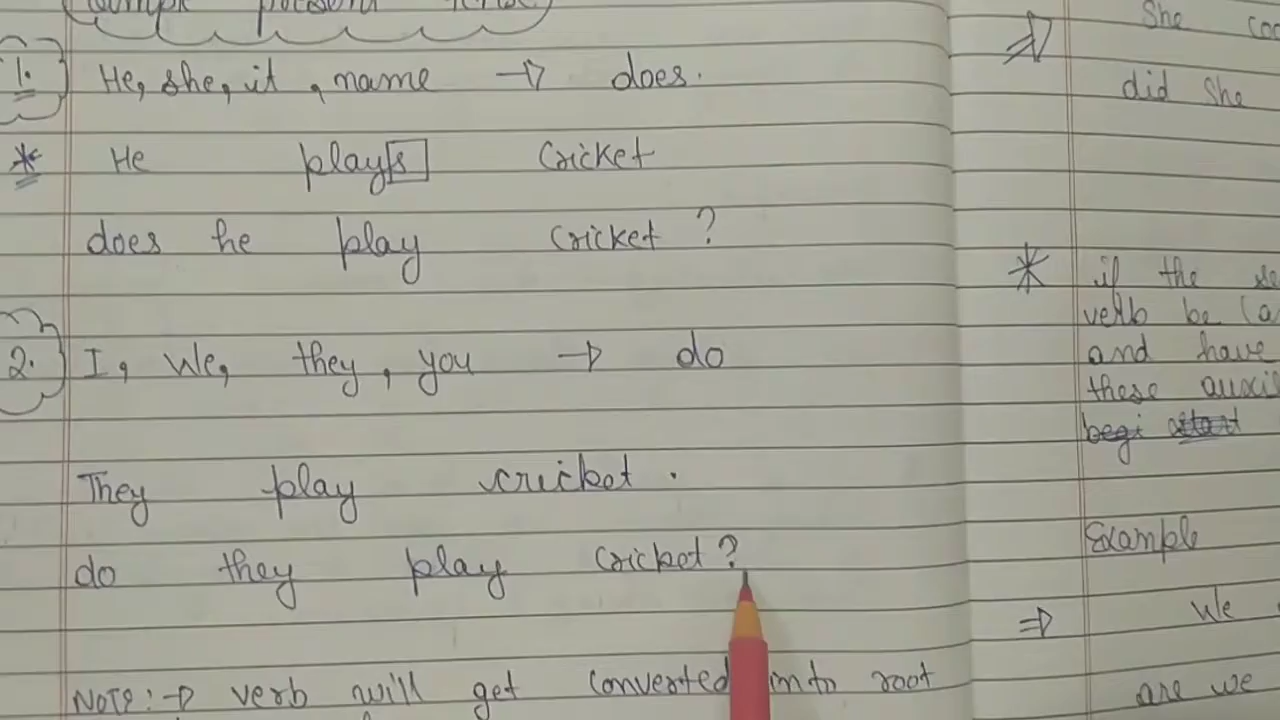 present
1. He, she, it, name → does.
* He plays cricket
does he play cricket?
2. I, We, they, you → do
They play cricket.
do they play cricket?
NOTE:→ verb will get converted into root
She
did she
* if the
verb be
and have
these
begi
Example
⇒ We
are we